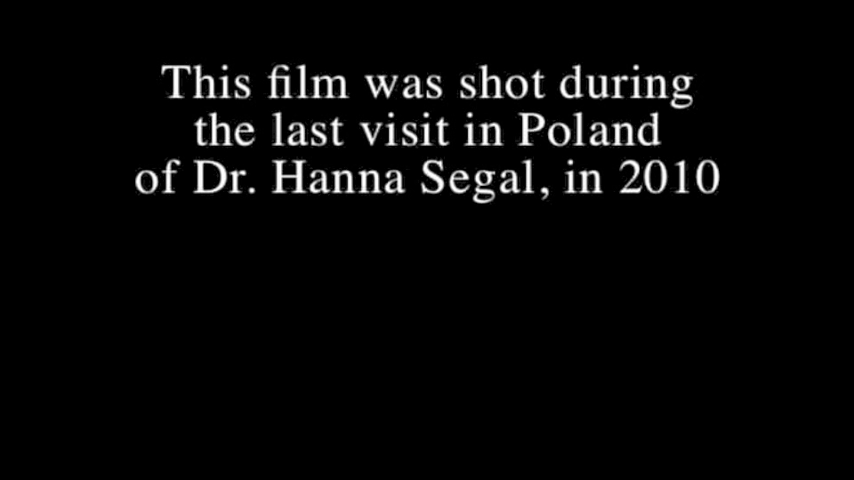 This film was shot during
the last visit in Poland
of Dr. Hanna Segal, in 2010